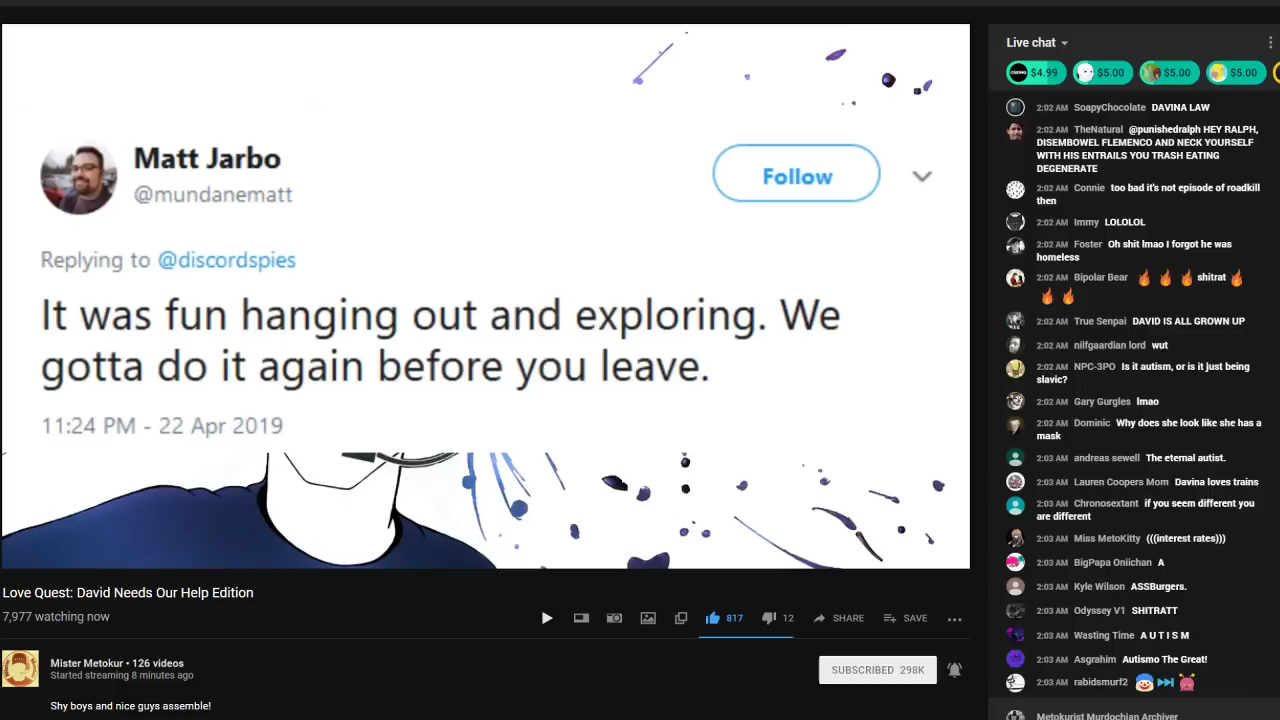 Matt Jarbo
@mundanematt
Follow
Replying to @discordspies
It was fun hanging out and exploring. We
gotta do it again before you leave.
11:24 PM - 22 Apr 2019
Love Quest: David Needs Our Help Edition
7,977 watching now
817
12
SHARE
SAVE
Mister Metokur • 126 videos
Started streaming 8 minutes ago
SUBSCRIBED 298K
Shy boys and nice guys assemble!
Live chat
$4.99
$5.00
$5.00
$5.00
2:02 AM SoapyChocolate DAVINA LAW
2:02 AM TheNatural @punishedralph HEY RALPH,
DISEMBOWEL FLEMENCO AND NECK YOURSELF
WITH HIS ENTRAILS YOU TRASH EATING
DEGENERATE
2:02 AM Connie too bad it's not episode of roadkill
then
2:02 AM Immy LOLOLOL
2:02 AM Foster Oh shit lmao I forgot he was
homeless
2:02 AM Bipolar Bear 🔥 🔥 🔥 shitrat 🔥
🔥 🔥
2:02 AM True Senpai DAVID IS ALL GROWN UP
2:02 AM nilfgaardian lord wut
2:02 AM NPC-3PO Is it autism, or is it just being
slavic?
2:02 AM Gary Gurgles lmao
2:02 AM Dominic Why does she look like she has a
mask
2:03 AM andreas sewell The eternal autist.
2:03 AM Lauren Coopers Mom Davina loves trains
2:03 AM Chronosextant if you seem different you
are different
2:03 AM Miss MetoKitty (((interest rates)))
2:03 AM BigPapa Oniichan A
2:03 AM Kyle Wilson ASSBurgers.
2:03 AM Odyssey V1 SHITRATT
2:03 AM Wasting Time A U T I S M
2:03 AM Asgrahim Autismo The Great!
2:03 AM rabidsmurf2 🤡 ⏭ 👾
Metokurist Murdochian Archiver